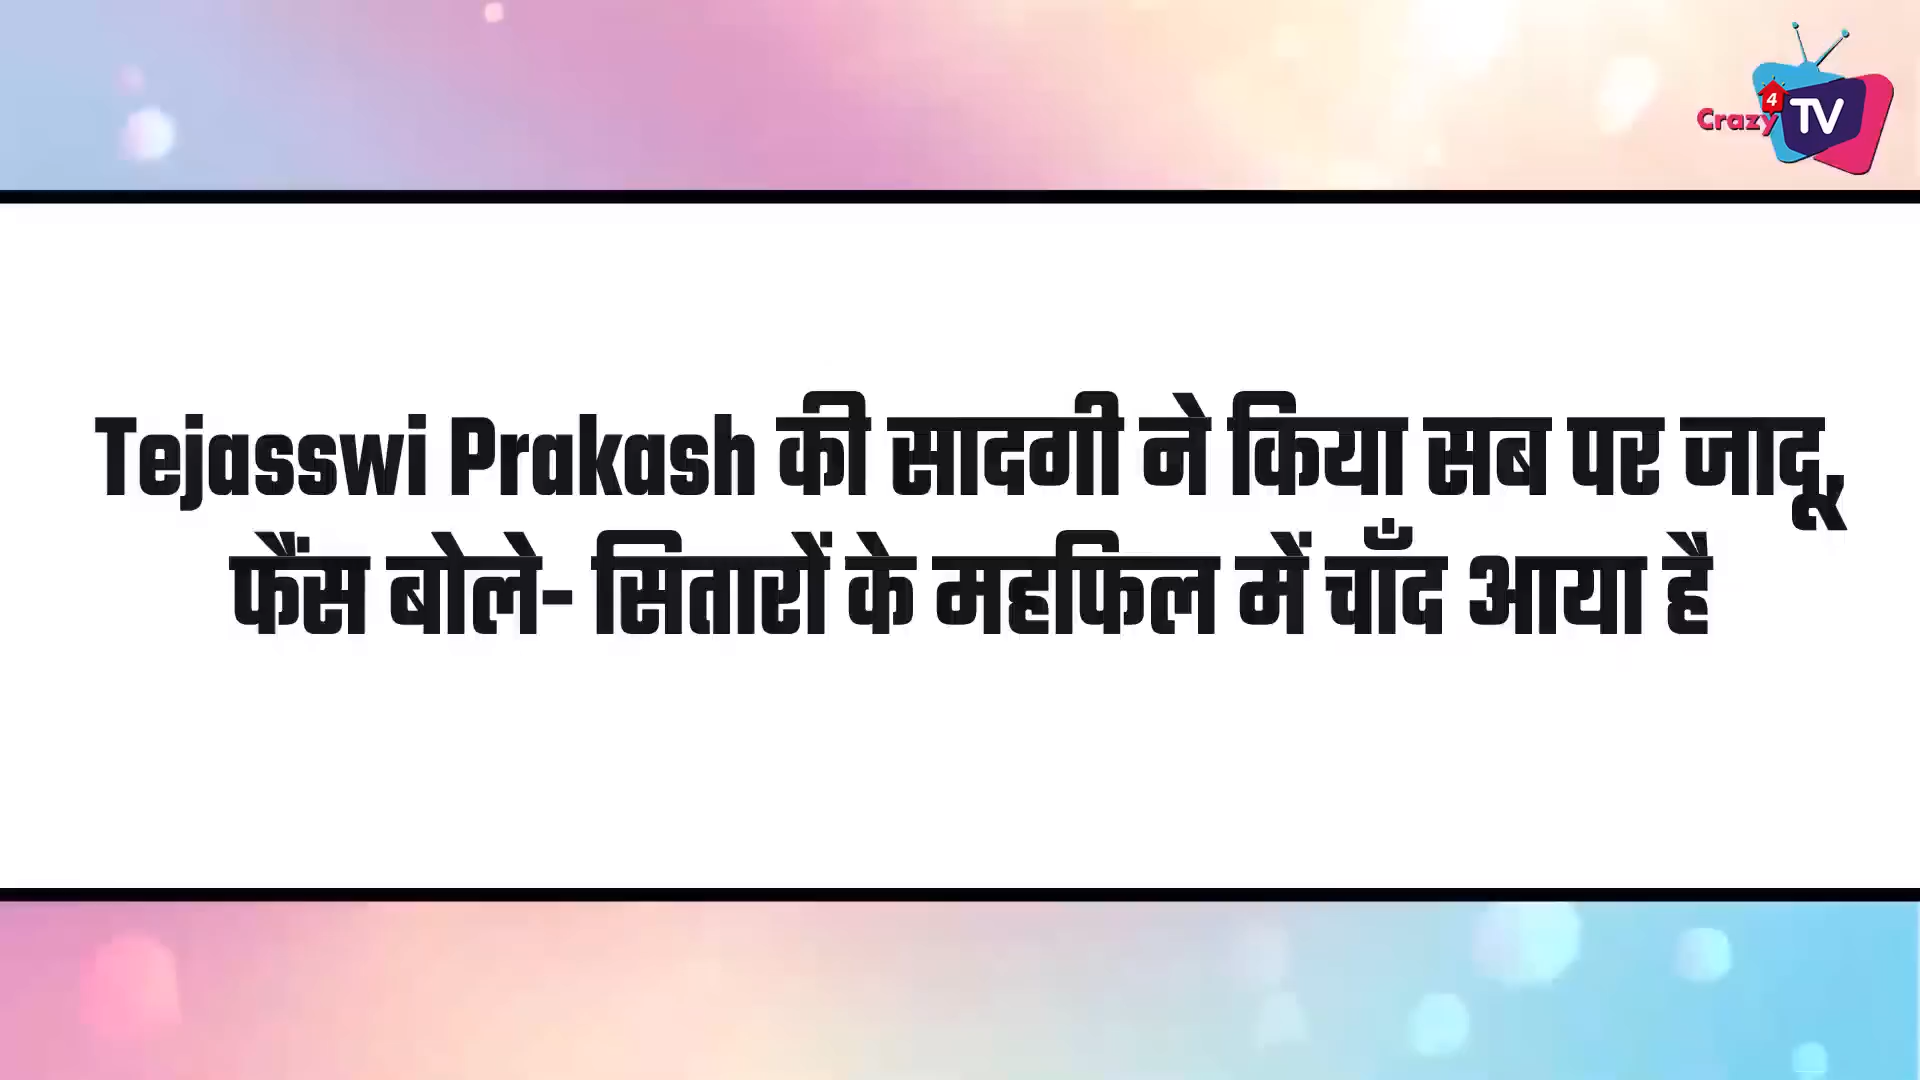 Crazy 4 TV
Tejasswi Prakash की सादगी ने किया सब पर जादू,
फैंस बोले- सितारों के महफिल में चाँद आया है